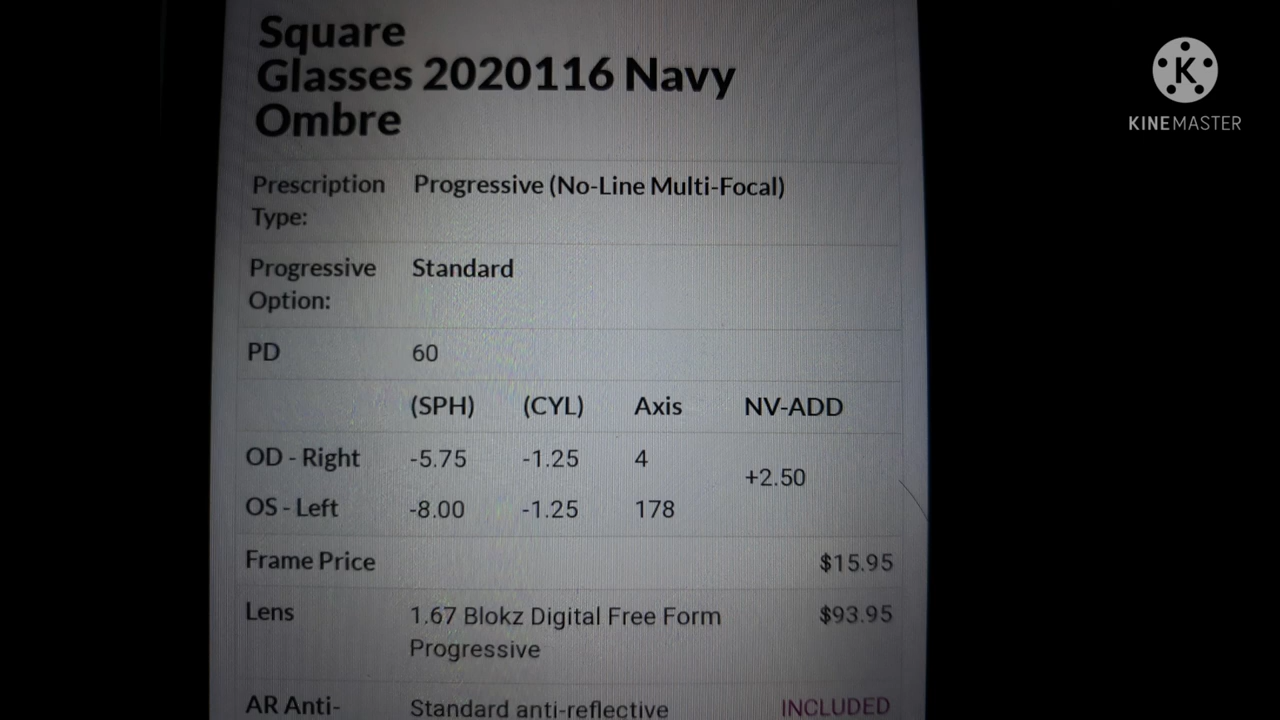 Square
Glasses 2020116 Navy
Ombre
Prescription Type: Progressive (No-Line Multi-Focal)
Progressive Option: Standard
PD 60
(SPH) (CYL) Axis NV-ADD
OD - Right -5.75 -1.25 4
+2.50
OS - Left -8.00 -1.25 178
Frame Price $15.95
Lens 1.67 Blokz Digital Free Form Progressive $93.95
AR Anti- Standard anti-reflective INCLUDED
K
KINEMASTER